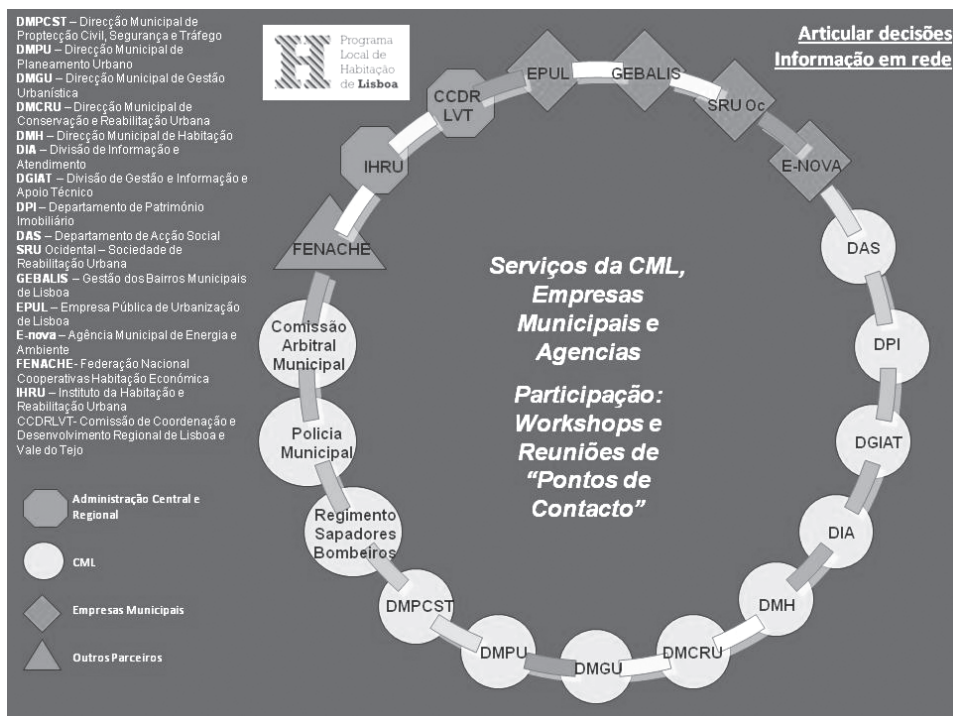 DMPCST – Direcção Municipal de
Proptecção Civil, Segurança e Tráfego
DMPU – Direcção Municipal de
Planeamento Urbano
DMGU – Direcção Municipal de Gestão
Urbanística
DMCRU – Direcção Municipal de
Conservação e Reabilitação Urbana
DMH – Direcção Municipal de Habitação
DIA – Divisão de Informação e
Atendimento
DGIAT – Divisão de Gestão e Informação e
Apoio Técnico
DPI – Departamento de Património
Imobiliário
DAS – Departamento de Acção Social
SRU Ocidental – Sociedade de
Reabilitação Urbana
GEBALIS – Gestão dos Bairros Municipais
de Lisboa
EPUL – Empresa Pública de Urbanização
de Lisboa
E-nova – Agência Municipal de Energia e
Ambiente
FENACHE- Federação Nacional
Cooperativas Habitação Económica
IHRU – Instituto da Habitação e
Reabilitação Urbana
CCDRLVT- Comissão de Coordenação e
Desenvolvimento Regional de Lisboa e
Vale do Tejo
Administração Central e
Regional
CML
Empresas Municipais
Outros Parceiros
Programa
Local de
Habitação
de Lisboa
Articular decisões
Informação em rede
EPUL
GEBALIS
SRU Oc
E-NOVA
DAS
DPI
DGIAT
DIA
DMH
DMCRU
DMGU
DMPU
DMPCST
Regimento
Sapadores
Bombeiros
Policia
Municipal
Comissão
Arbitral
Municipal
FENACHE
IHRU
CCDR
LVT
Serviços da CML,
Empresas
Municipais e
Agencias
Participação:
Workshops e
Reuniões de
“Pontos de
Contacto”